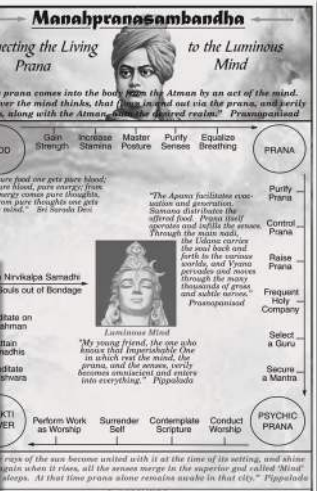 Manahpranasambandha
ecting the Living to the Luminous
Prana Mind
prana comes into the body from the Atman by an act of the mind.
ver the mind thinks, that in and out via the prana, and verily
, along with the Atman, desired realm." Prasnopanisad
OD
Gain Strength
Increase Stamina
Master Posture
Purify Senses
Equalize Breathing
PRANA
ure food one gets pure blood;
ure blood, pure energy; from
energy comes pure thoughts,
rom pure thoughts one gets
mind." Sri Sarada Devi
"The Apana facilitates evac-
uation and generation.
Samana distributes the
offered food. Prana itself
operates and infills the senses.
Through the main nadi,
the Udana carries
the soul back and
forth to the various
worlds, and Vyana
pervades and moves
through the many
thousands of gross
and subtle nerves."
Prasnopanisad
Purify
Prana
Control
Prana
Raise
Prana
Frequent
Holy
Company
Select
a Guru
Secure
a Mantra
Nirvikalpa Samadhi
Souls out of Bondage
ditate on
ahman
ttain
madhis
ditate
shwara
Luminous Mind
"My young friend, the one who
knows that Imperishable One
in which rest the mind, the
prana, and the senses, verily
becomes omniscient and enters
into everything." Pippalada
KTI
WER
Perform Work
as Worship
Surrender
Self
Contemplate
Scripture
Conduct
Worship
PSYCHIC
PRANA
rays of the sun become united with it at the time of its setting, and shine
again when it rises, all the senses merge in the superior god called 'Mind'
sleeps. At that time prana alone remains awake in that city." Pippalada